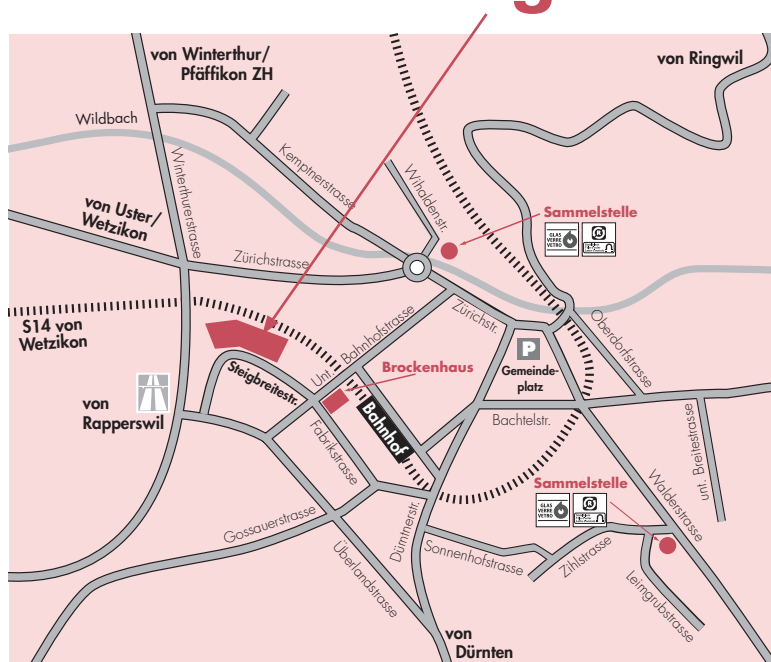 g
von Winterthur/
Pfäffikon ZH
von Ringwil
Wildbach
Kemptnerstrasse
Winterthurerstrasse
Wihaldenstr.
von Uster/
Wetzikon
Sammelstelle
GLAS
VERRE
VETRO
Zürichstrasse
S14 von
Wetzikon
Zürichstr.
Unt. Bahnhofstrasse
Oberdorfstrasse
P
Gemeinde-
platz
Steigbreitestr.
Brockenhaus
von
Rapperswil
Bahnhof
Bachtelstr.
Fabrikstrasse
unt. Breitestrasse
Sammelstelle
GLAS
VERRE
VETRO
Walderstrasse
Gossauerstrasse
Dürntnerstr.
Überlandstrasse
Sonnenhofstrasse
Zihlstrasse
Leimgrubstrasse
von
Dürnten